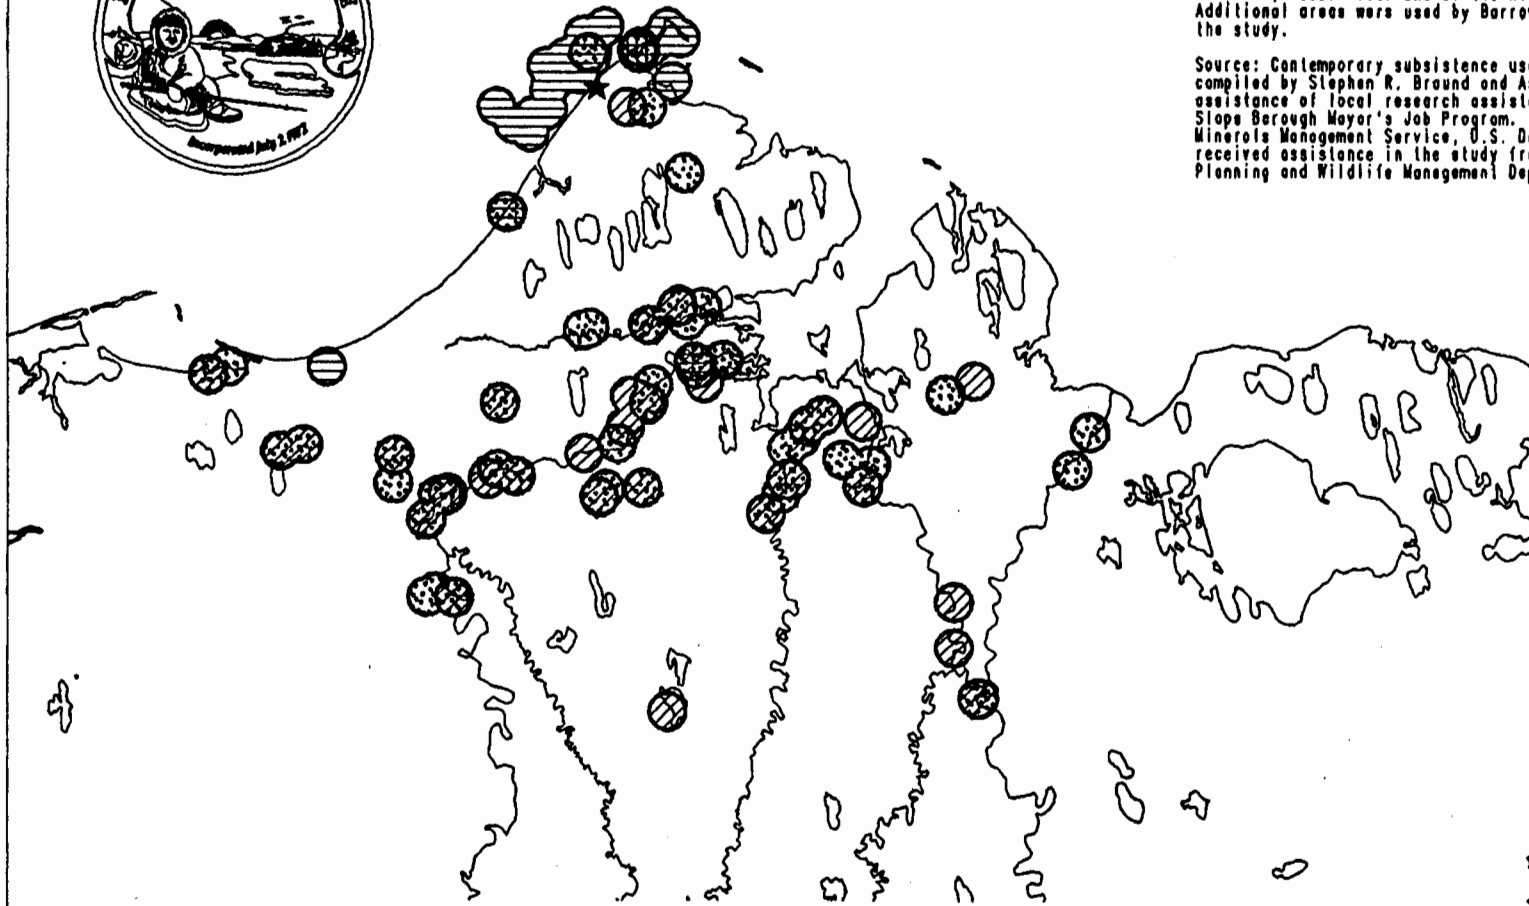 Incorporated July 2, 1972
Additional areas wers used by Barro
the study.
Source: Contemporary subsistence us
compiled by Stephen R. Braund and A
assistance of local research assist
Slope Borough Mayor's Job Program.
Minerals Management Service, U.S. D
received assistance in the study fr
Planning and Wildlife Management De